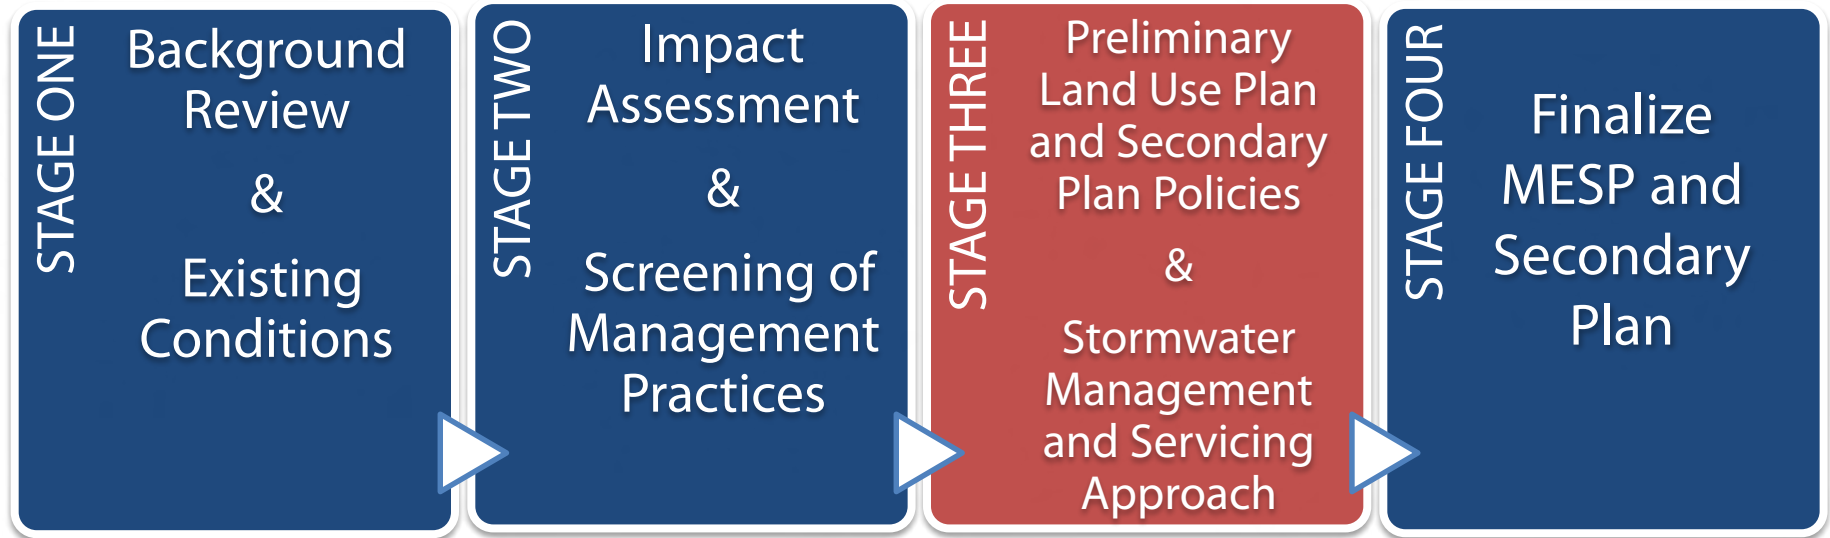 STAGE ONE
Background
Review
&
Existing
Conditions
STAGE TWO
Impact
Assessment
&
Screening of
Management
Practices
STAGE THREE
Preliminary
Land Use Plan
and Secondary
Plan Policies
&
Stormwater
Management
and Servicing
Approach
STAGE FOUR
Finalize
MESP and
Secondary
Plan